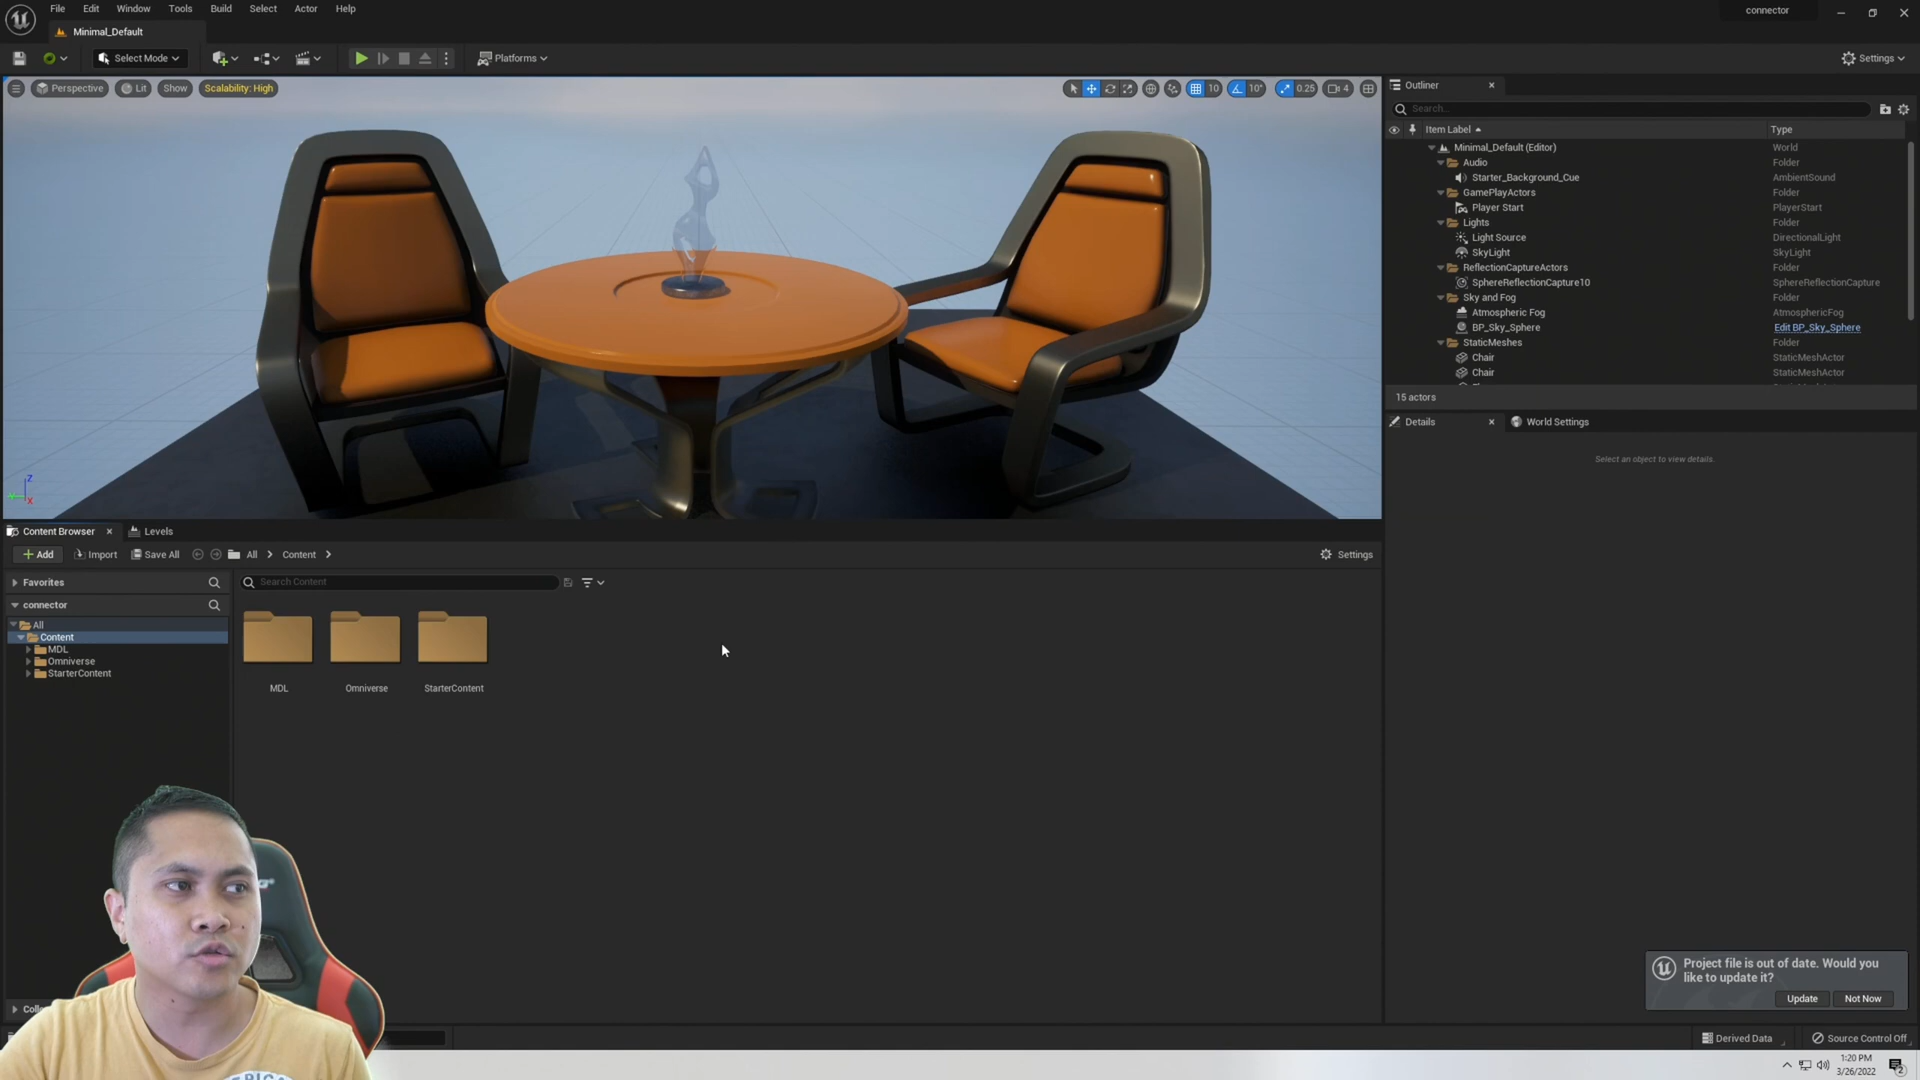 File Edit Window Tools Build Select Actor Help
connector
Minimal_Default
Select Mode
Platforms
Settings
Perspective
Lit
Show
Scalability: High
10
10°
0.25
4
Outliner
Search...
Item Label
Type
Minimal_Default (Editor)
World
Audio
Folder
Starter_Background_Cue
AmbientSound
GamePlayActors
Folder
Player Start
PlayerStart
Lights
Folder
Light Source
DirectionalLight
SkyLight
SkyLight
ReflectionCaptureActors
Folder
SphereReflectionCapture10
SphereReflectionCapture
Sky and Fog
Folder
Atmospheric Fog
AtmosphericFog
BP_Sky_Sphere
Edit BP_Sky_Sphere
StaticMeshes
Folder
Chair
StaticMeshActor
Chair
StaticMeshActor
15 actors
Details
World Settings
Select an object to view details.
Z
X
Content Browser
Levels
Add
Import
Save All
All
Content
Settings
Favorites
Search Content
connector
All
Content
MDL
Omniverse
StarterContent
MDL
Omniverse
StarterContent
Project file is out of date. Would you
like to update it?
Update
Not Now
Derived Data
Source Control Off
1:20 PM
3/26/2022
2